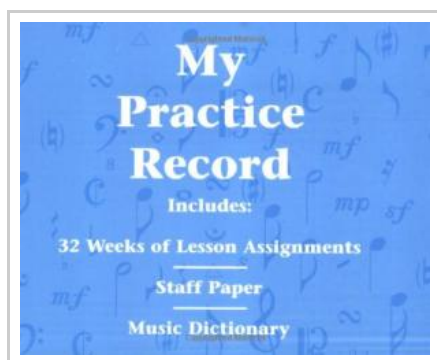 My
Practice
Record
Includes:
32 Weeks of Lesson Assignments
Staff Paper
Music Dictionary